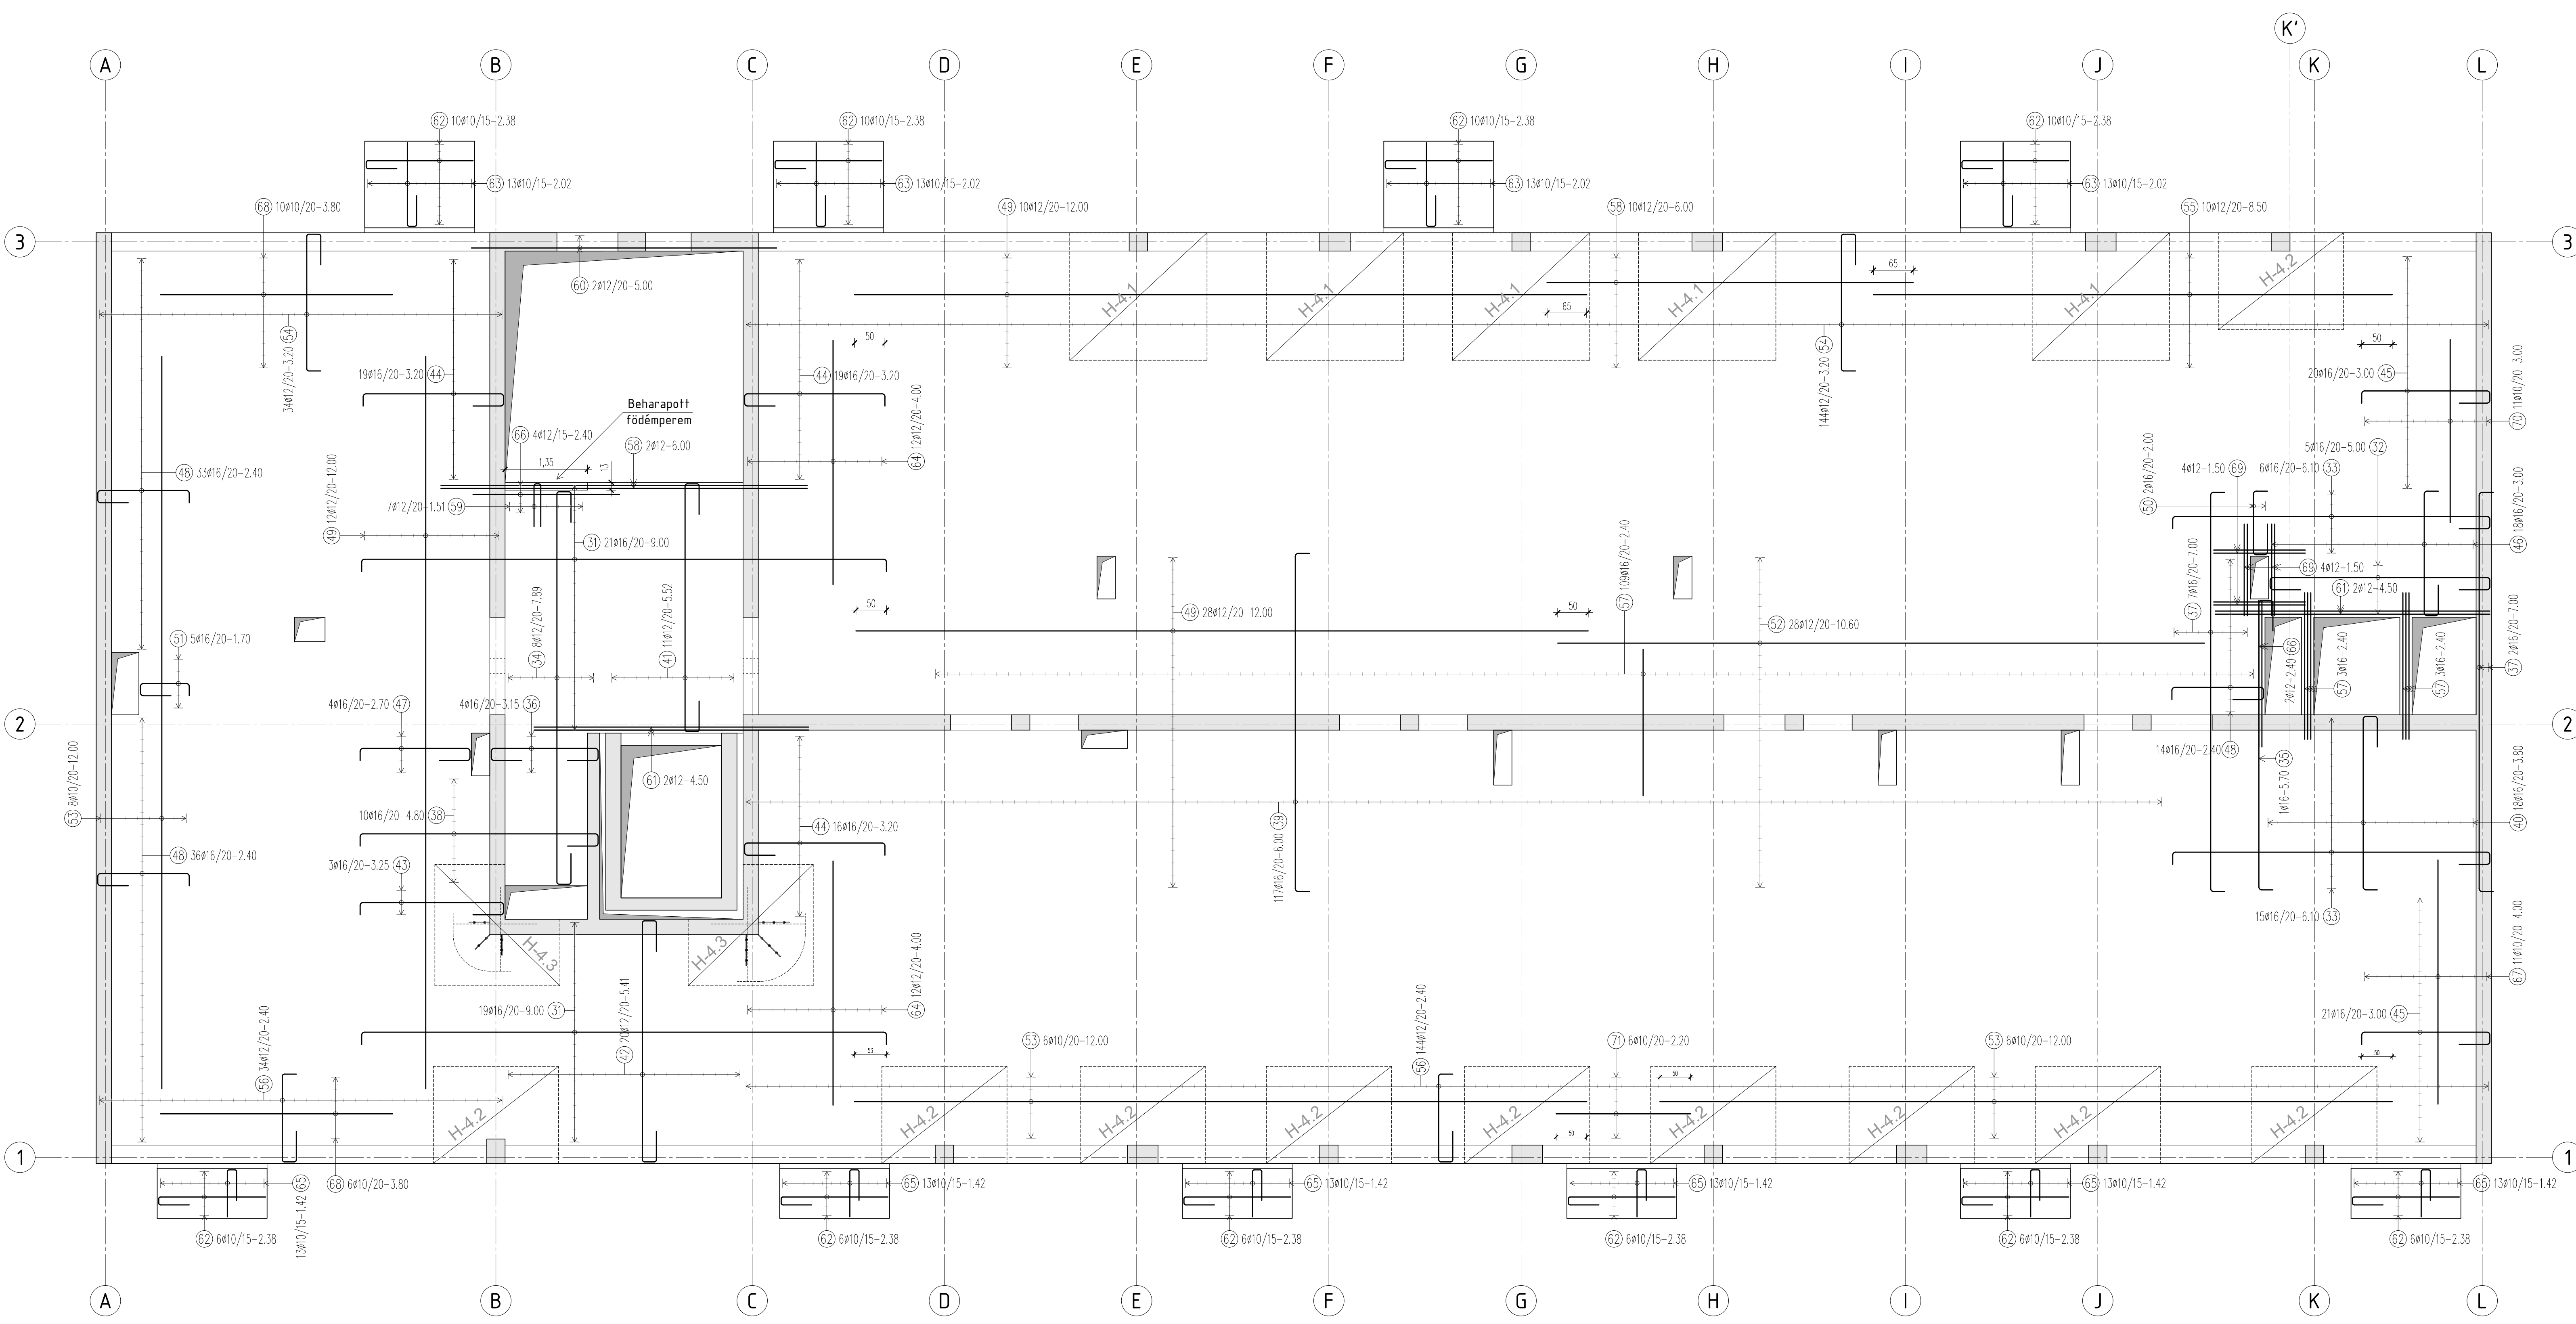 K'
A
B
C
D
E
F
G
H
I
J
K
L
62 10ø10/15-2.38
62 10ø10/15-2.38
62 10ø10/15-2.38
62 10ø10/15-2.38
63 13ø10/15-2.02
63 13ø10/15-2.02
63 13ø10/15-2.02
63 13ø10/15-2.02
68 10ø10/20-3.80
49 10ø12/20-12.00
58 10ø12/20-6.00
55 10ø12/20-8.50
3
3
60 2ø12/20-5.00
H-4.1
H-4.1
H-4.1
H-4.1
H-4.1
H-4.2
65
65
50
50
34ø12/20-3.20 54
144ø12/20-3.20 54
19ø16/20-3.20 44
44 19ø16/20-3.20
20ø16/20-3.00 45
70 11ø10/20-3.00
Beharapott
födémperem
66 4ø12/15-2.40
58 2ø12-6.00
64 12ø12/20-4.00
1,35
13
48 33ø16/20-2.40
7ø12/20-1.51 59
49 12ø12/20-12.00
31 21ø16/20-9.00
50 2ø16/20-2.00
4ø12-1.50 69
6ø16/20-6.10 33
5ø16/20-5.00 32
46 18ø16/20-3.00
69 4ø12-1.50
61 2ø12-4.50
37 7ø16/20-7.00
37 2ø16/20-7.00
50
50
49 28ø12/20-12.00
57 109ø16/20-2.40
52 28ø12/20-10.60
51 5ø16/20-1.70
34 8ø12/20-7.89
41 11ø12/20-5.52
2ø12-2.40 66
57 3ø16-2.40
57 3ø16-2.40
4ø16/20-2.70 47
4ø16/20-3.15 36
2
2
14ø16/20-2.40 48
61 2ø12-4.50
1ø16-5.70 35
53 8ø10/20-12.00
10ø16/20-4.80 38
44 16ø16/20-3.20
117ø16/20-6.00 39
40 18ø16/20-3.80
48 36ø16/20-2.40
3ø16/20-3.25 43
15ø16/20-6.10 33
H-4.3
H-4.3
64 12ø12/20-4.00
67 11ø10/20-4.00
19ø16/20-9.00 31
42 20ø12/20-5.41
21ø16/20-3.00 45
56 34ø12/20-2.40
53
53 6ø10/20-12.00
56 144ø12/20-2.40
71 6ø10/20-2.20
53 6ø10/20-12.00
50
50
50
H-4.2
H-4.2
H-4.2
H-4.2
H-4.2
H-4.2
H-4.2
H-4.2
H-4.2
1
1
13ø10/15-1.42 65
68 6ø10/20-3.80
65 13ø10/15-1.42
65 13ø10/15-1.42
65 13ø10/15-1.42
65 13ø10/15-1.42
65 13ø10/15-1.42
62 6ø10/15-2.38
62 6ø10/15-2.38
62 6ø10/15-2.38
62 6ø10/15-2.38
62 6ø10/15-2.38
62 6ø10/15-2.38
A
B
C
D
E
F
G
H
I
J
K
L